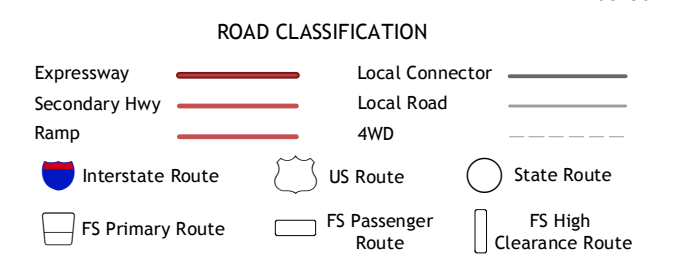 ROAD CLASSIFICATION
Expressway
Local Connector
Secondary Hwy
Local Road
Ramp
4WD
Interstate Route
US Route
State Route
FS Primary Route
FS Passenger
Route
FS High
Clearance Route